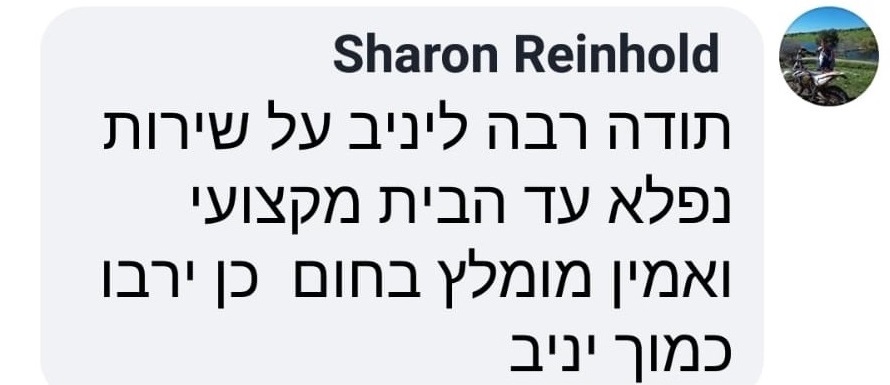 Sharon Reinhold
תודה רבה ליניב על שירות
נפלא עד הבית מקצועי
ואמין מומלץ בחום  כן ירבו
כמוך יניב